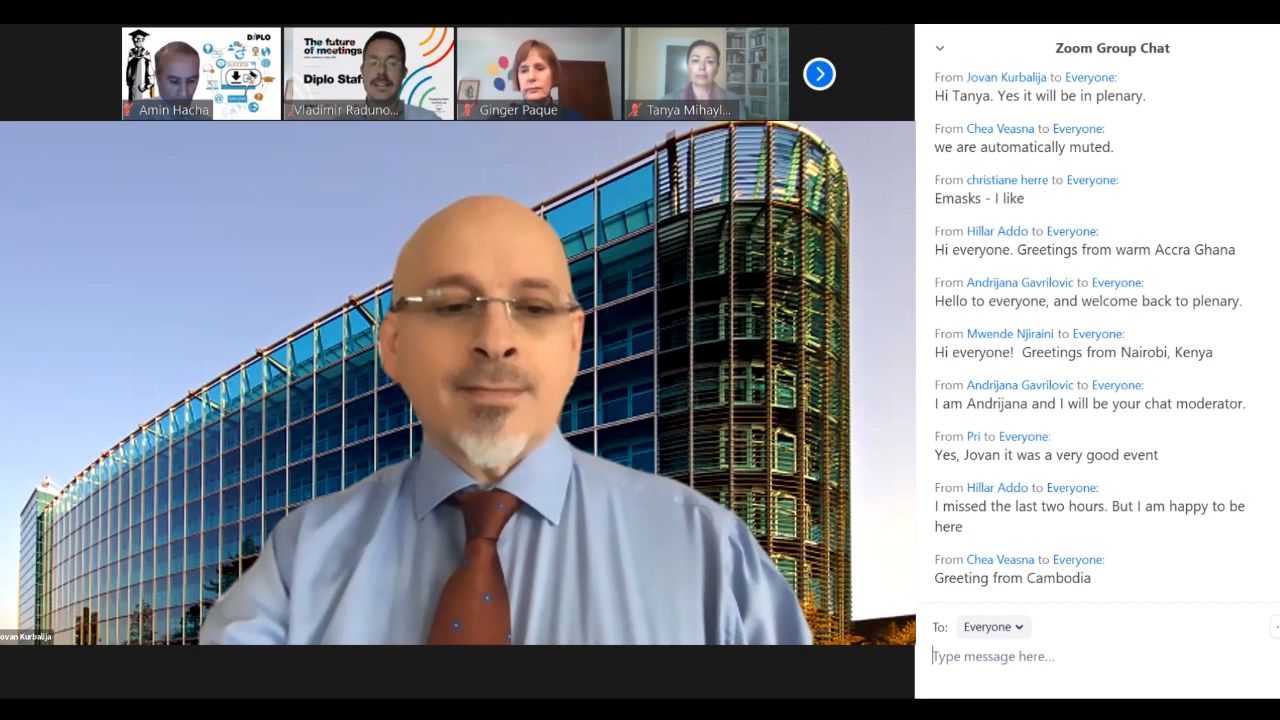 DiPLO
SUCCESS
Amin Hacha
The future
of meetings
Diplo Staf
Vladimir Raduno...
Ginger Paque
Tanya Mihayl...
ovan Kurbalija
Zoom Group Chat
From Jovan Kurbalija to Everyone:
Hi Tanya. Yes it will be in plenary.
From Chea Veasna to Everyone:
we are automatically muted.
From christiane herre to Everyone:
Emasks - I like
From Hillar Addo to Everyone:
Hi everyone. Greetings from warm Accra Ghana
From Andrijana Gavrilovic to Everyone:
Hello to everyone, and welcome back to plenary.
From Mwende Njiraini to Everyone:
Hi everyone!  Greetings from Nairobi, Kenya
From Andrijana Gavrilovic to Everyone:
I am Andrijana and I will be your chat moderator.
From Pri to Everyone:
Yes, Jovan it was a very good event
From Hillar Addo to Everyone:
I missed the last two hours. But I am happy to be
here
From Chea Veasna to Everyone:
Greeting from Cambodia
To: Everyone
Type message here...